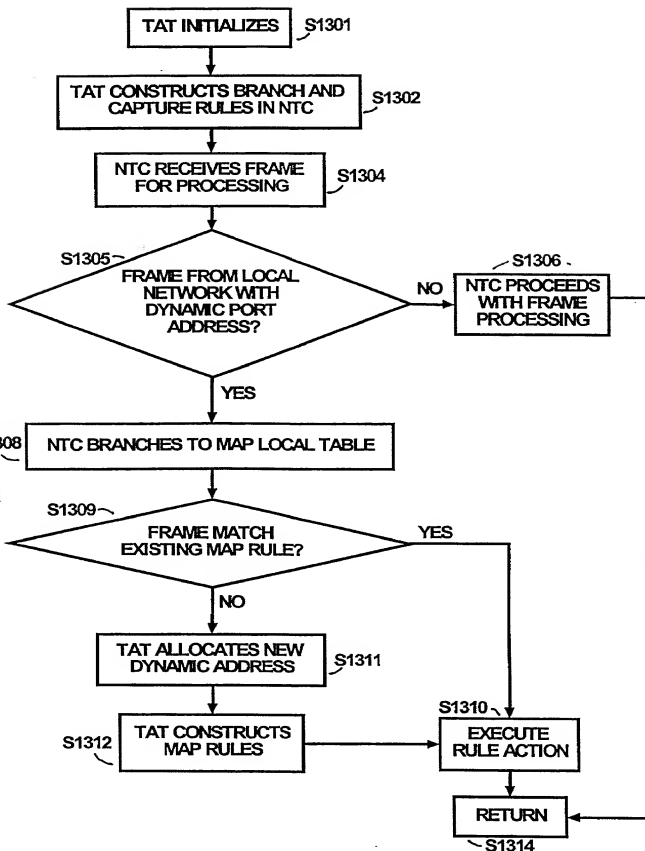 TAT INITIALIZES
S1301
TAT CONSTRUCTS BRANCH AND
CAPTURE RULES IN NTC
S1302
NTC RECEIVES FRAME
FOR PROCESSING
S1304
S1305
FRAME FROM LOCAL
NETWORK WITH
DYNAMIC PORT
ADDRESS?
NO
S1306
NTC PROCEEDS
WITH FRAME
PROCESSING
YES
308
NTC BRANCHES TO MAP LOCAL TABLE
S1309
FRAME MATCH
EXISTING MAP RULE?
YES
NO
TAT ALLOCATES NEW
DYNAMIC ADDRESS
S1311
S1312
TAT CONSTRUCTS
MAP RULES
S1310
EXECUTE
RULE ACTION
RETURN
S1314